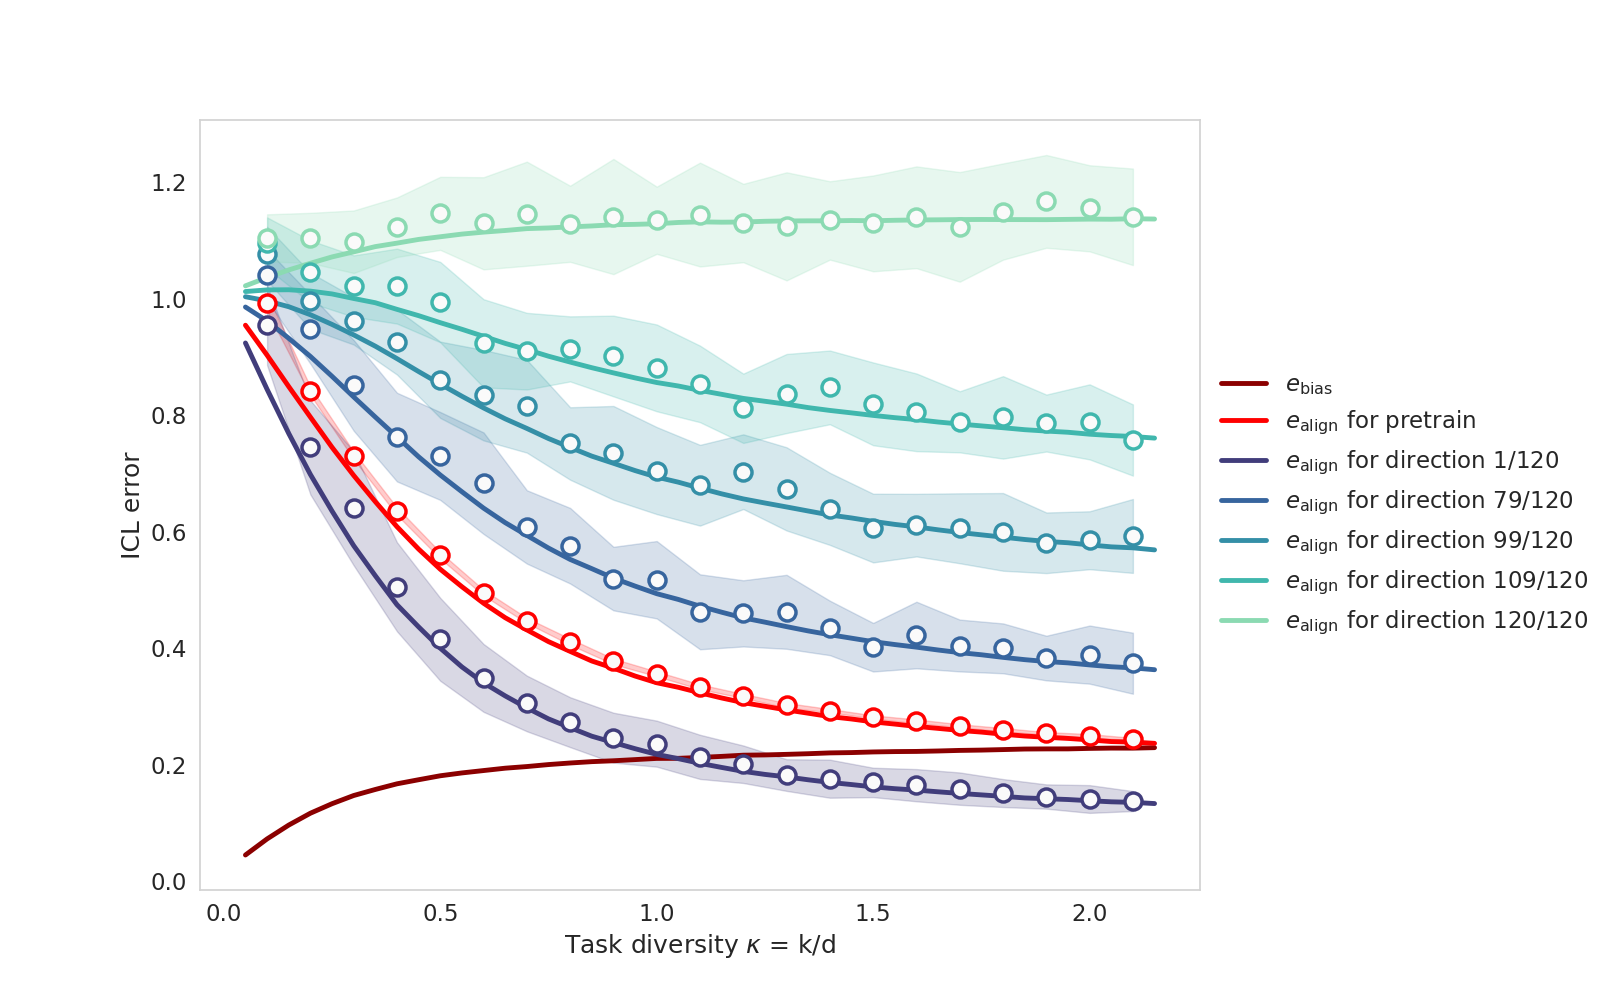 1.2
1.0
0.8
0.6
0.4
0.2
0.0
ICL error
0.0 0.5 1.0 1.5 2.0
Task diversity κ = k/d
e_bias
e_align for pretrain
e_align for direction 1/120
e_align for direction 79/120
e_align for direction 99/120
e_align for direction 109/120
e_align for direction 120/120